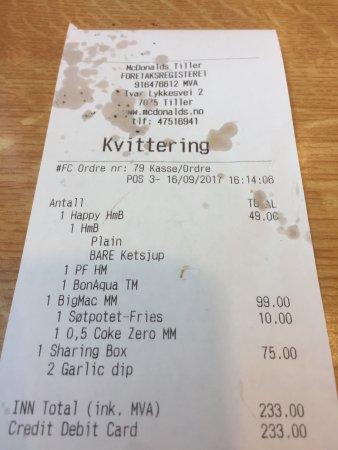 McDonalds Tiller
FORETAKSREGISTERET
916476612 MVA
Ivar Lykkesvei 2
7075 Tiller
www.mcdonalds.no
tlf: 47516941
Kvittering
#FC Ordre nr: 79 Kasse/Ordre
POS 3- 16/09/2017 16:14:06
Antall TOTAL
1 Happy HmB 49.00
1 HmB
Plain
BARE Ketsjup
1 PF HM
1 BonAqua TM
1 BigMac MM 99.00
1 Søtpotet-Fries 10.00
1 0,5 Coke Zero MM
1 Sharing Box 75.00
2 Garlic dip
INN Total (ink. MVA) 233.00
Credit Debit Card 233.00